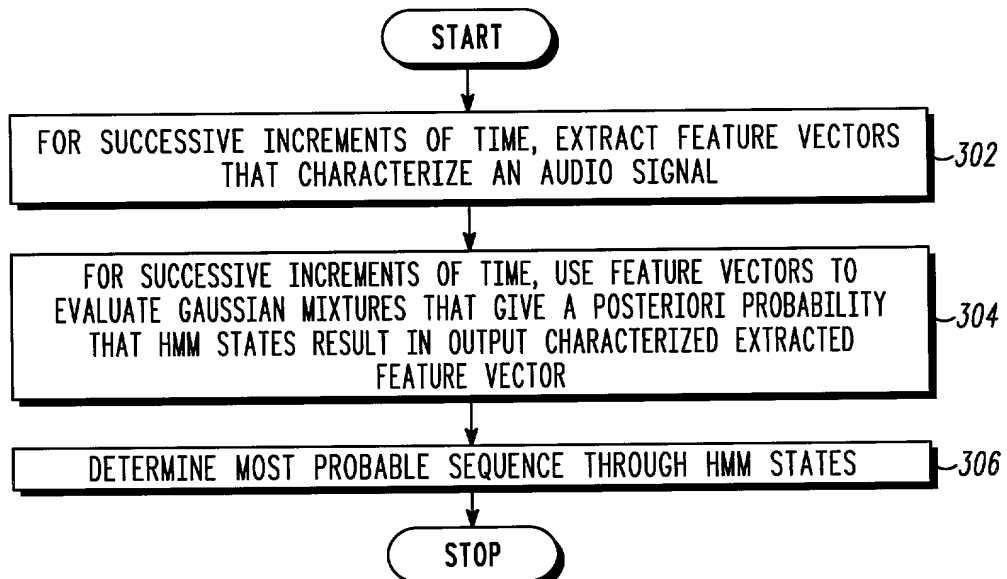 START
FOR SUCCESSIVE INCREMENTS OF TIME, EXTRACT FEATURE VECTORS
THAT CHARACTERIZE AN AUDIO SIGNAL
302
FOR SUCCESSIVE INCREMENTS OF TIME, USE FEATURE VECTORS TO
EVALUATE GAUSSIAN MIXTURES THAT GIVE A POSTERIORI PROBABILITY
THAT HMM STATES RESULT IN OUTPUT CHARACTERIZED EXTRACTED
FEATURE VECTOR
304
DETERMINE MOST PROBABLE SEQUENCE THROUGH HMM STATES
306
STOP